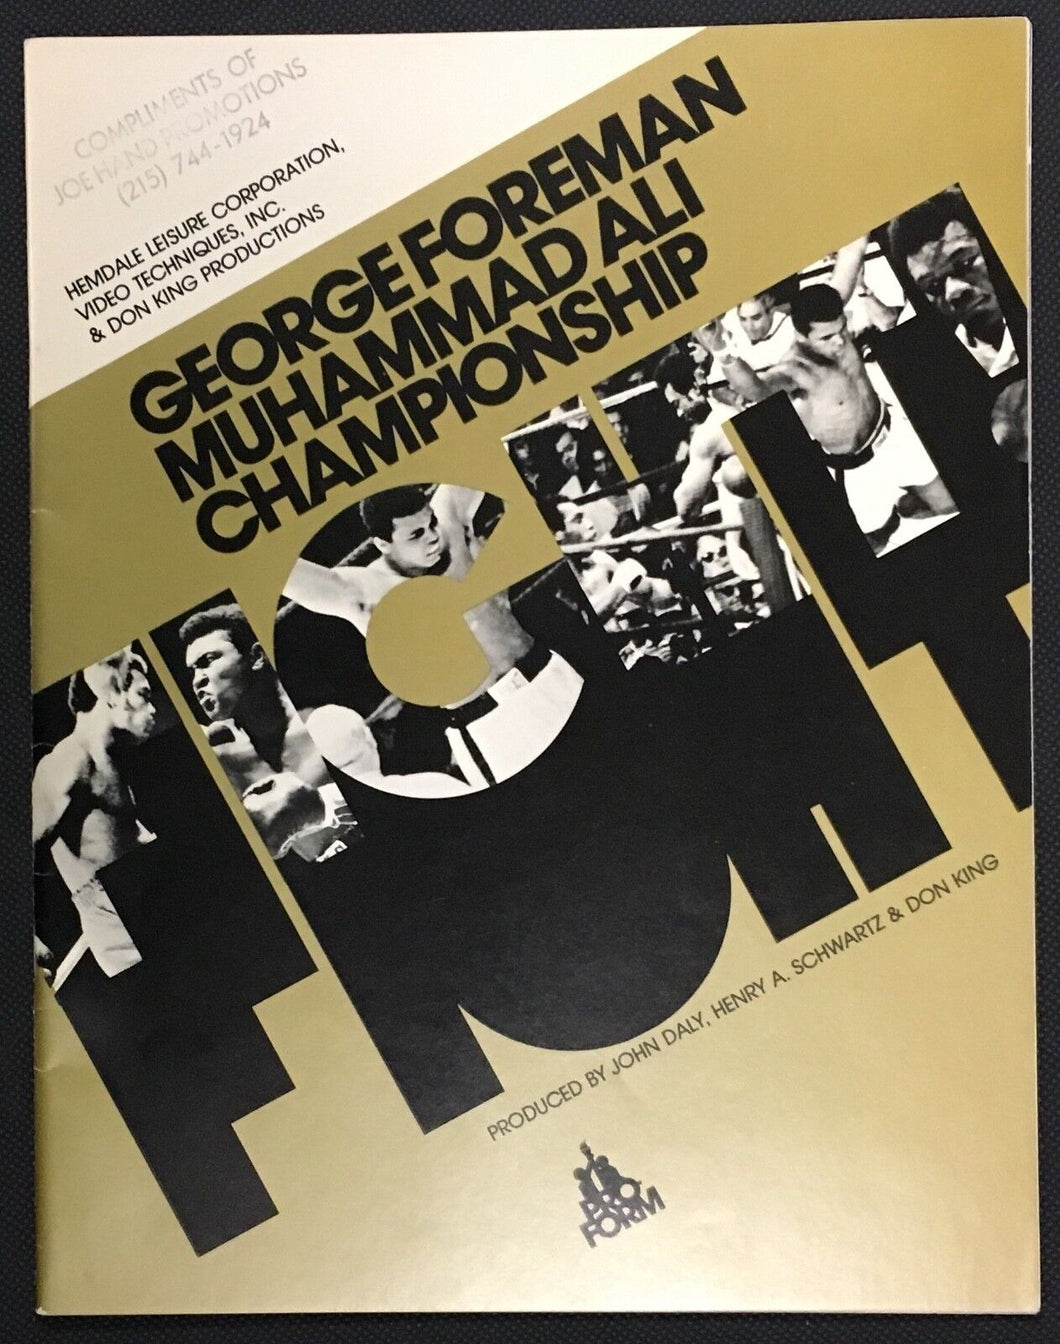 COMPLIMENTS OF
JOE HAND PROMOTIONS
(215) 744-1924
HEMDALE LEISURE CORPORATION,
VIDEO TECHNIQUES, INC.
& DON KING PRODUCTIONS
GEORGE FOREMAN
MUHAMMAD ALI
CHAMPIONSHIP
FIGHT
PRODUCED BY JOHN DALY, HENRY A. SCHWARTZ & DON KING
PRO
FORM